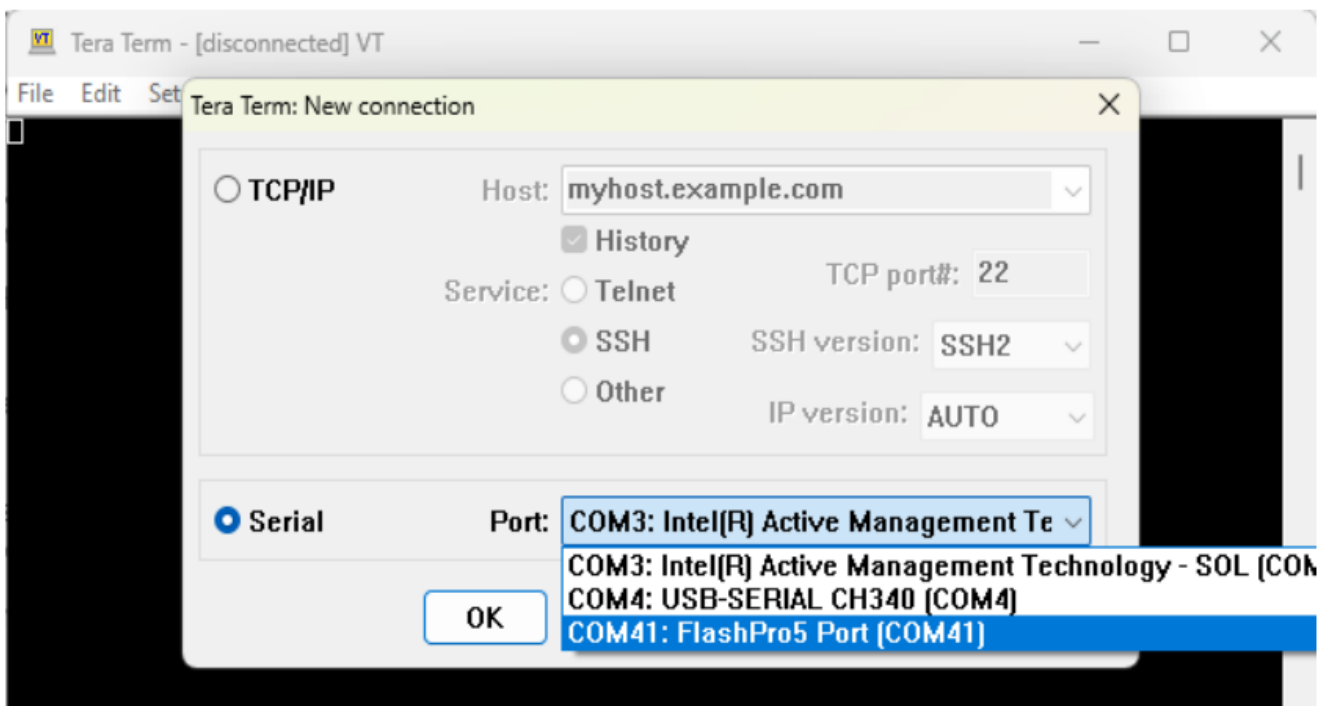 VT Tera Term - [disconnected] VT
File Edit Set
Tera Term: New connection
TCP/IP Host: myhost.example.com
History
Service: Telnet TCP port#: 22
SSH SSH version: SSH2
Other IP version: AUTO
Serial Port: COM3: Intel(R) Active Management Te
COM3: Intel(R) Active Management Technology - SOL (COM
COM4: USB-SERIAL CH340 (COM4)
OK COM41: FlashPro5 Port (COM41)